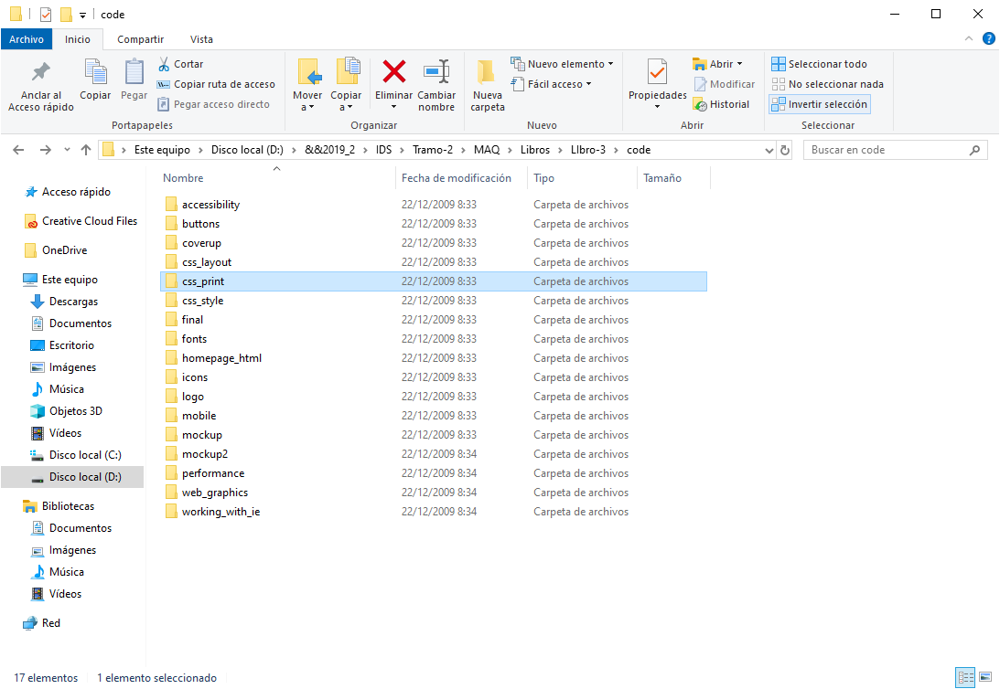 code
Archivo Inicio Compartir Vista
Anclar al Acceso rápido
Copiar
Pegar
Cortar
Copiar ruta de acceso
Pegar acceso directo
Portapapeles
Mover a
Copiar a
Eliminar
Cambiar nombre
Organizar
Nueva carpeta
Nuevo elemento
Fácil acceso
Nuevo
Propiedades
Abrir
Modificar
Historial
Abrir
Seleccionar todo
No seleccionar nada
Invertir selección
Seleccionar
Este equipo > Disco local (D:) > &&2019_2 > IDS > Tramo-2 > MAQ > Libros > LIbro-3 > code
Buscar en code
Acceso rápido
Creative Cloud Files
OneDrive
Este equipo
Descargas
Documentos
Escritorio
Imágenes
Música
Objetos 3D
Vídeos
Disco local (C:)
Disco local (D:)
Bibliotecas
Documentos
Imágenes
Música
Vídeos
Red
Nombre Fecha de modificación Tipo Tamaño
accessibility 22/12/2009 8:33 Carpeta de archivos
buttons 22/12/2009 8:33 Carpeta de archivos
coverup 22/12/2009 8:33 Carpeta de archivos
css_layout 22/12/2009 8:33 Carpeta de archivos
css_print 22/12/2009 8:33 Carpeta de archivos
css_style 22/12/2009 8:33 Carpeta de archivos
final 22/12/2009 8:33 Carpeta de archivos
fonts 22/12/2009 8:33 Carpeta de archivos
homepage_html 22/12/2009 8:33 Carpeta de archivos
icons 22/12/2009 8:33 Carpeta de archivos
logo 22/12/2009 8:33 Carpeta de archivos
mobile 22/12/2009 8:33 Carpeta de archivos
mockup 22/12/2009 8:33 Carpeta de archivos
mockup2 22/12/2009 8:34 Carpeta de archivos
performance 22/12/2009 8:34 Carpeta de archivos
web_graphics 22/12/2009 8:34 Carpeta de archivos
working_with_ie 22/12/2009 8:34 Carpeta de archivos
17 elementos 1 elemento seleccionado